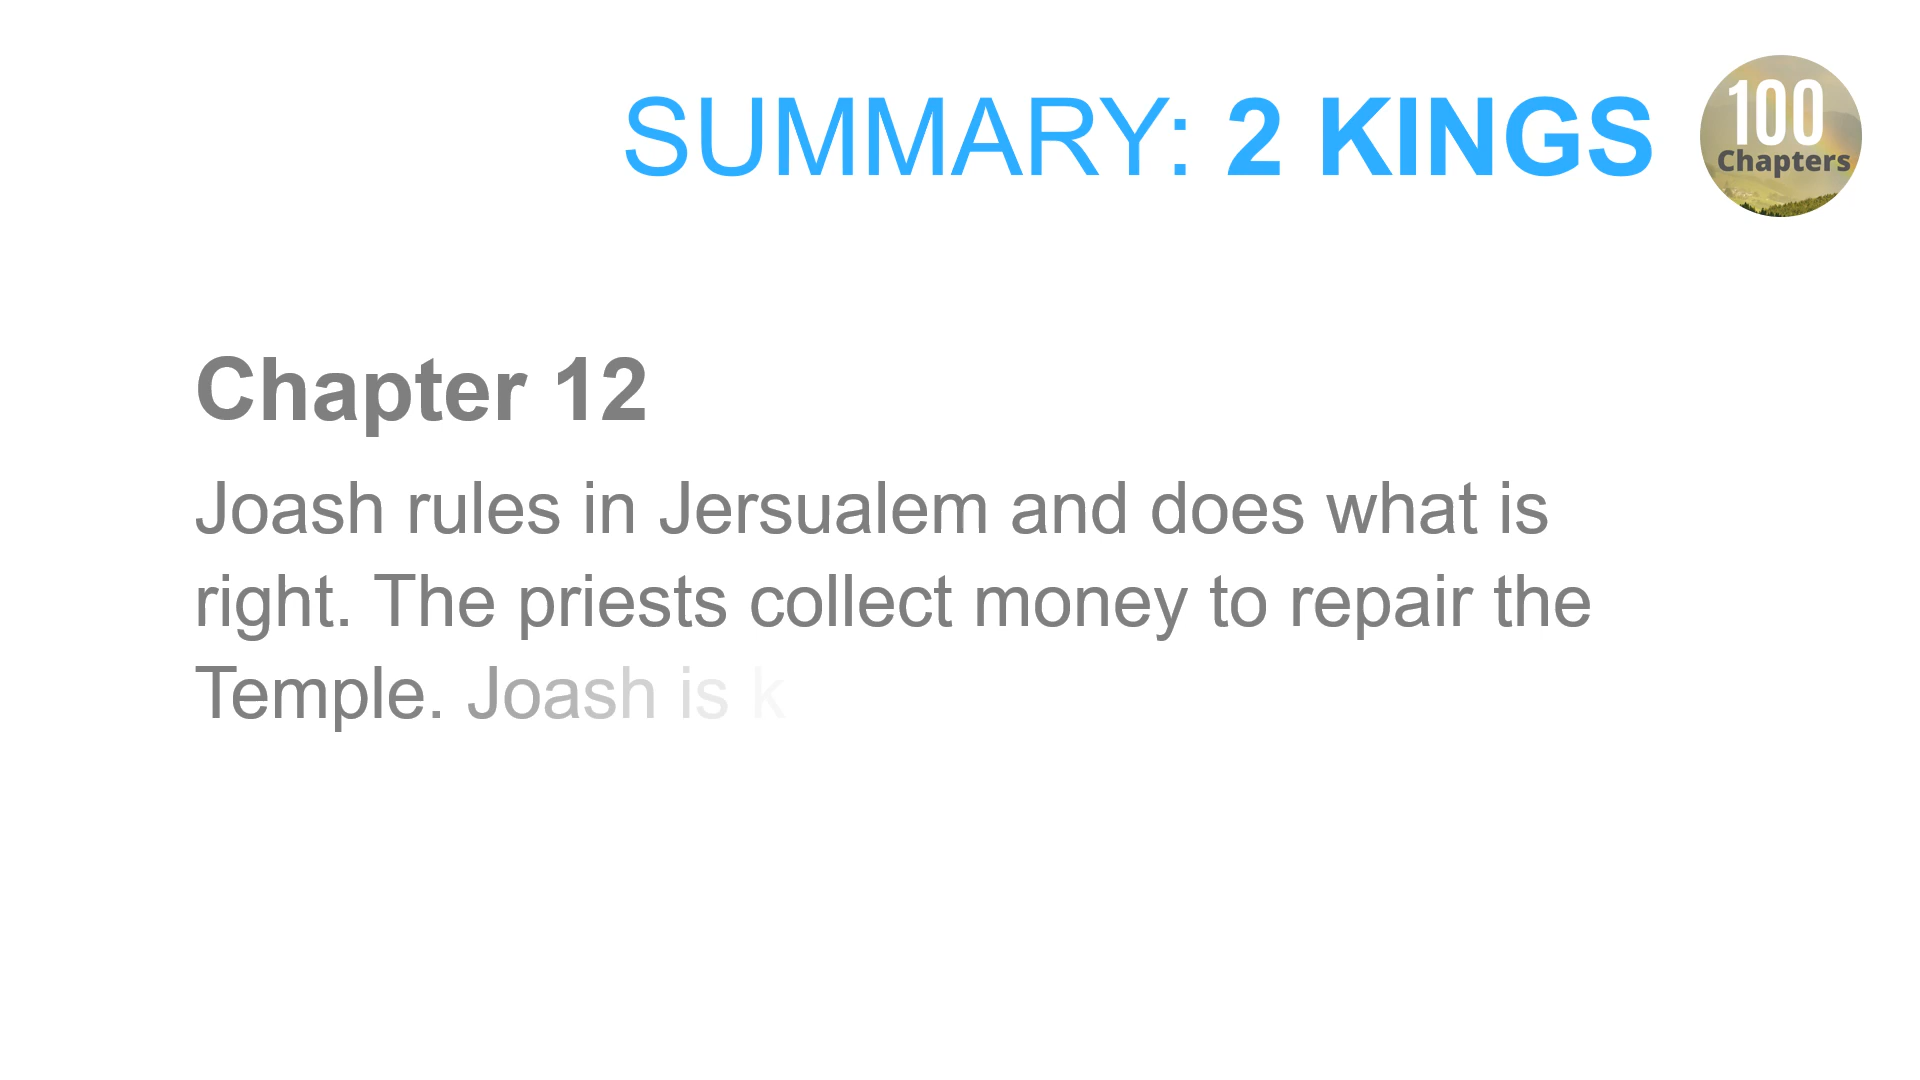 SUMMARY: 2 KINGS
100
Chapters
Chapter 12
Joash rules in Jersualem and does what is
right. The priests collect money to repair the
Temple. Joash is k